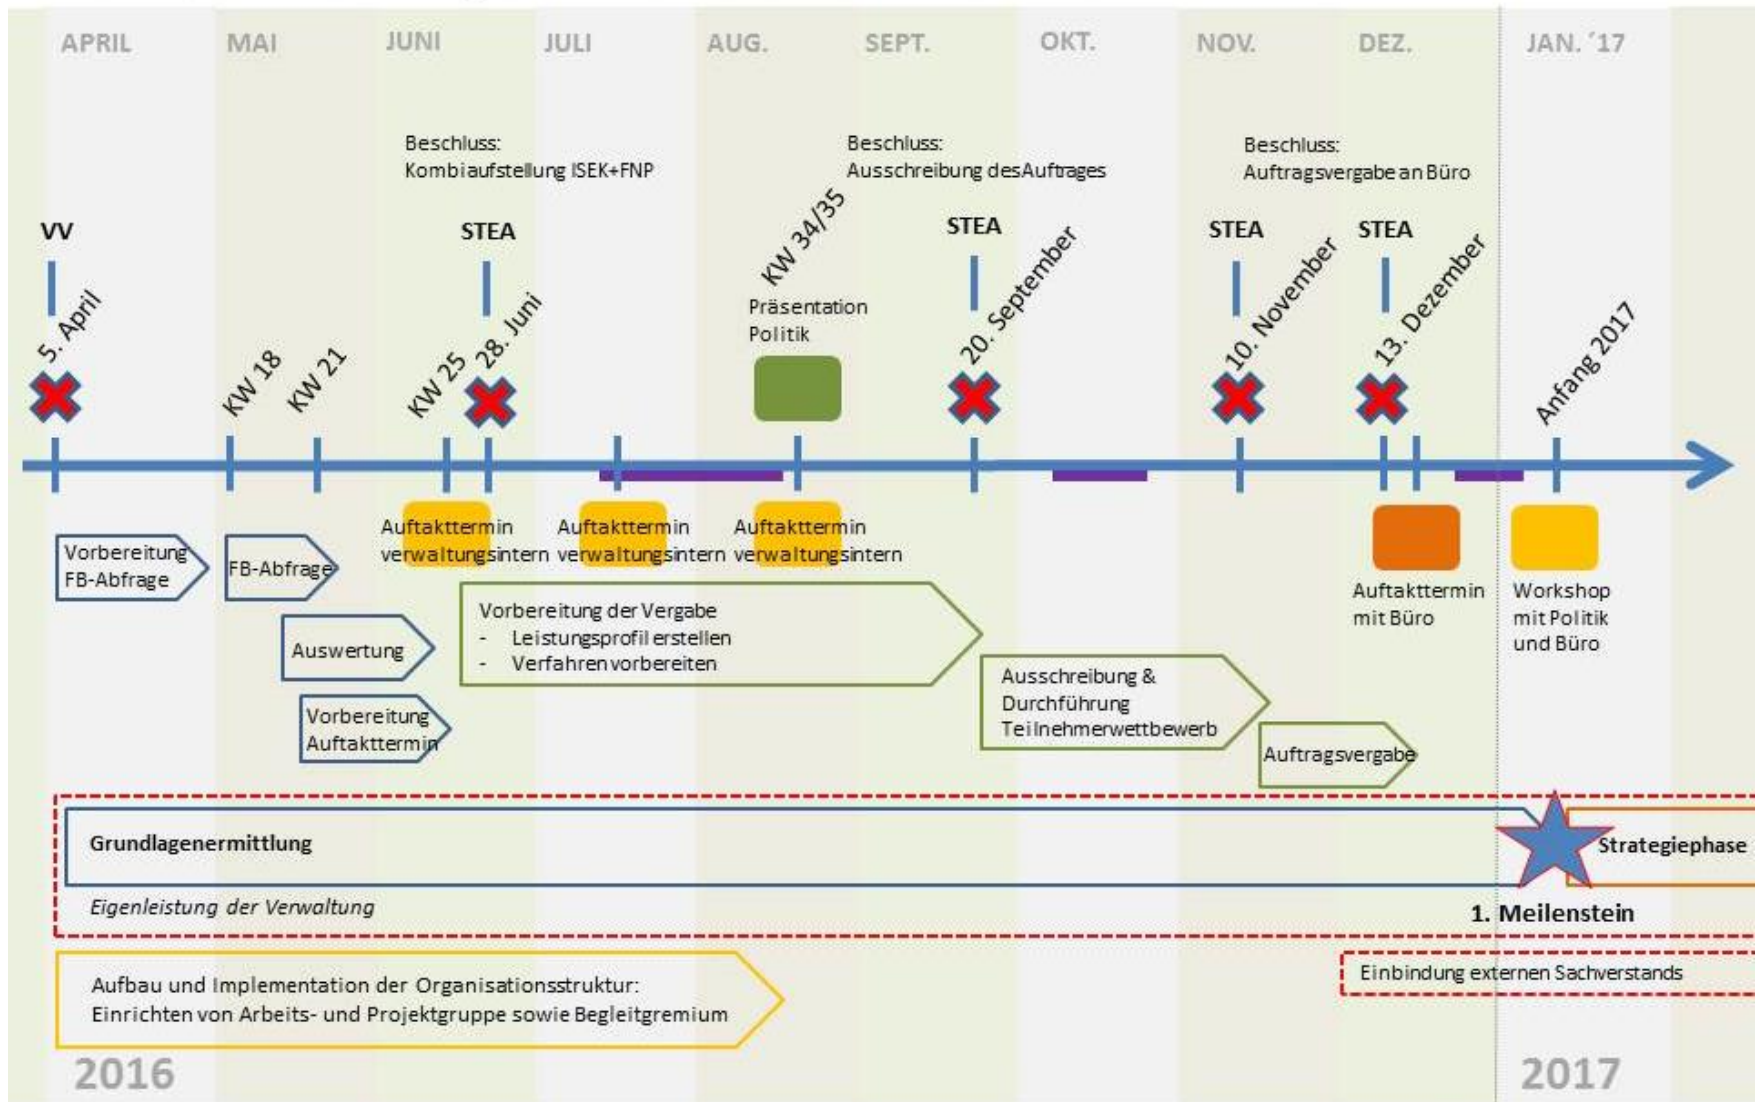 APRIL
MAI
JUNI
JULI
AUG.
SEPT.
OKT.
NOV.
DEZ.
JAN. ´17
Beschluss:
Kombiaufstellung ISEK+FNP
Beschluss:
Ausschreibung des Auftrages
Beschluss:
Auftragsvergabe an Büro
VV
STEA
STEA
STEA
STEA
5. April
KW 18
KW 21
KW 25
28. Juni
KW 34/35
Präsentation
Politik
20. September
10. November
13. Dezember
Anfang 2017
Auftakttermin
verwaltungsintern
Auftakttermin
verwaltungsintern
Auftakttermin
verwaltungsintern
Vorbereitung
FB-Abfrage
FB-Abfrage
Auswertung
Vorbereitung
Auftakttermin
Vorbereitung der Vergabe
- Leistungsprofil erstellen
- Verfahren vorbereiten
Ausschreibung &
Durchführung
Teilnehmerwettbewerb
Auftragsvergabe
Auftakttermin
mit Büro
Workshop
mit Politik
und Büro
Grundlagenermittlung
Strategiephase
Eigenleistung der Verwaltung
1. Meilenstein
Aufbau und Implementation der Organisationsstruktur:
Einrichten von Arbeits- und Projektgruppe sowie Begleitgremium
Einbindung externen Sachverstands
2016
2017